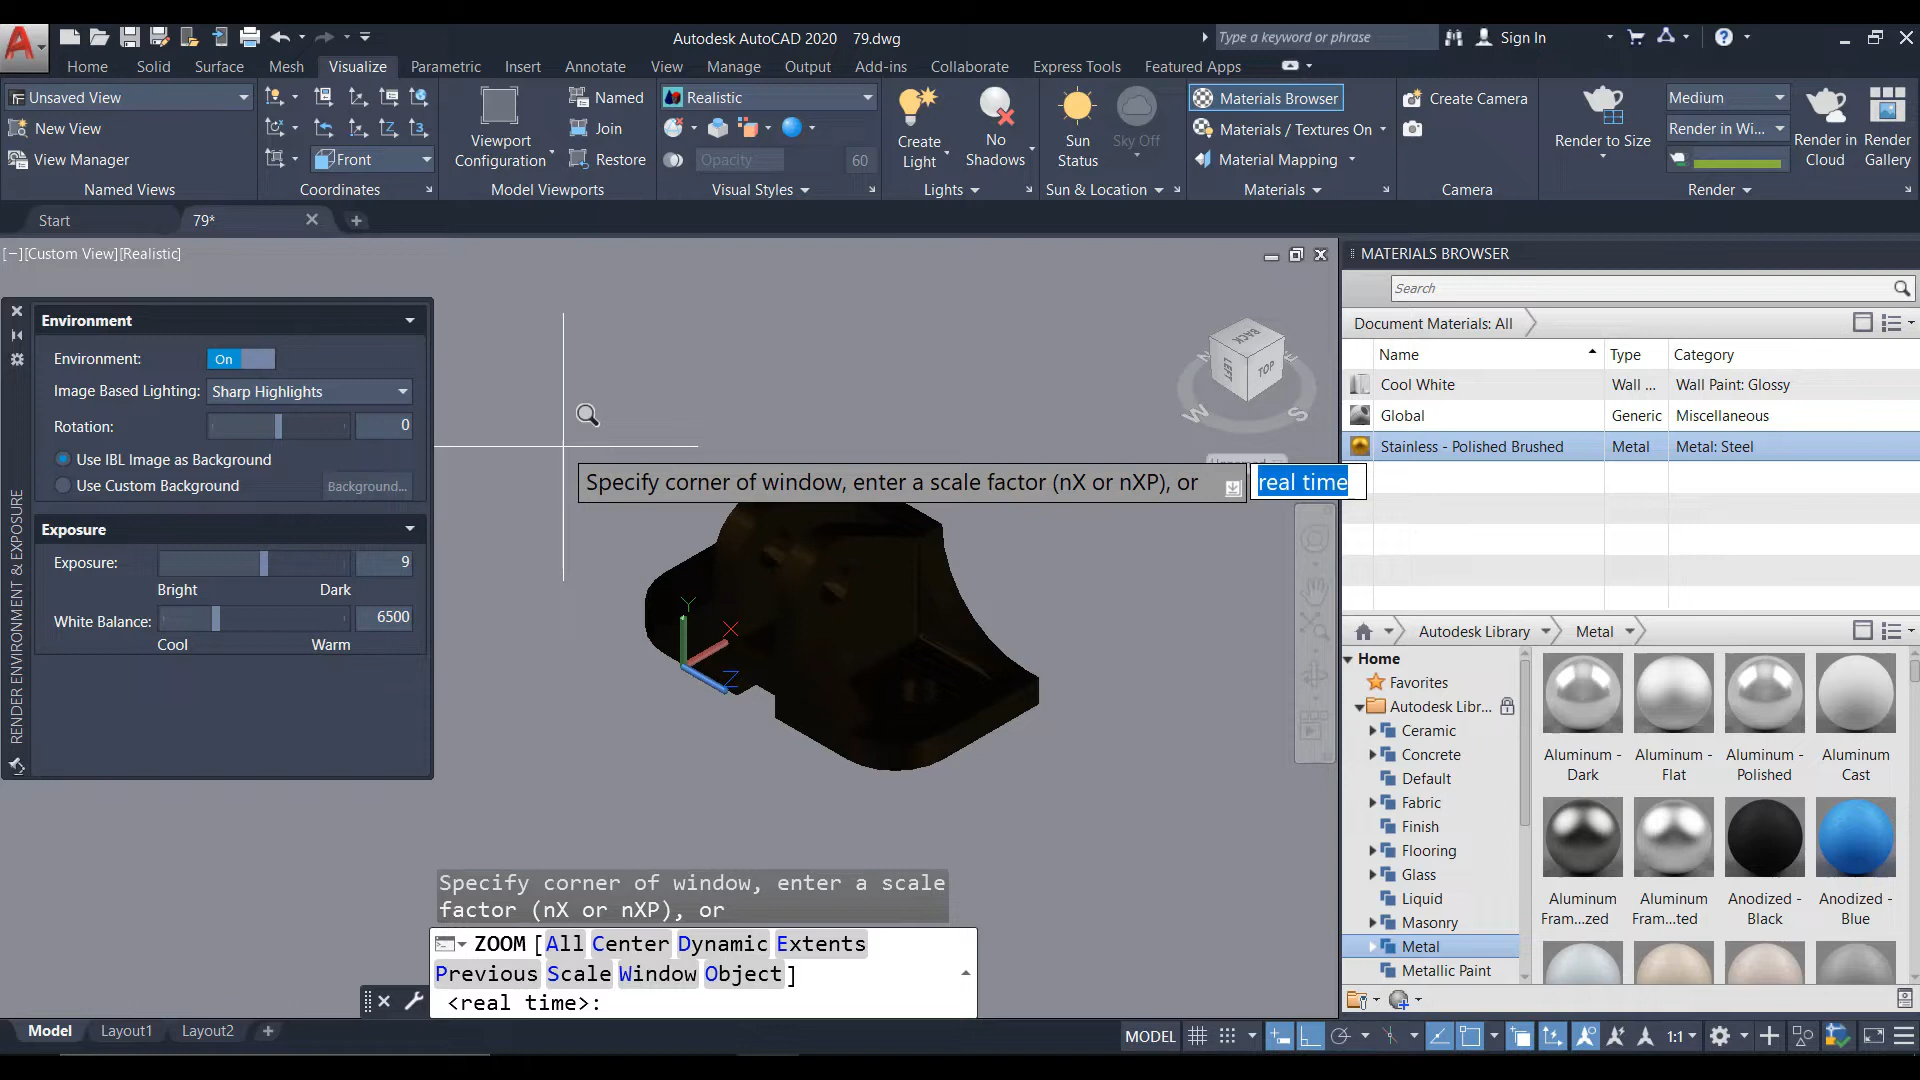 Autodesk AutoCAD 2020 79.dwg
Type a keyword or phrase
Sign In
Home Solid Surface Mesh Visualize Parametric Insert Annotate View Manage Output Add-ins Collaborate Express Tools Featured Apps
Unsaved View
New View
View Manager
Named Views
Front
Coordinates
Viewport
Configuration
Named
Join
Restore
Model Viewports
Realistic
Opacity 60
Visual Styles
Create
Light
No
Shadows
Lights
Sun
Status
Sky Off
Sun & Location
Materials Browser
Materials / Textures On
Material Mapping
Materials
Create Camera
Camera
Render to Size
Medium
Render in Wi...
Render in
Cloud
Render
Gallery
Render
Start
79*
[−][Custom View][Realistic]
RENDER ENVIRONMENT & EXPOSURE
Environment
Environment: On
Image Based Lighting: Sharp Highlights
Rotation: 0
Use IBL Image as Background
Use Custom Background Background...
Exposure
Exposure: 9
Bright Dark
White Balance: 6500
Cool Warm
BACK
LEFT
TOP
N
E
W
S
Specify corner of window, enter a scale factor (nX or nXP), or real time
Y
X
Z
Specify corner of window, enter a scale
factor (nX or nXP), or
ZOOM [All Center Dynamic Extents
Previous Scale Window Object]
<real time>:
MATERIALS BROWSER
Search
Document Materials: All
Name Type Category
Cool White Wall ... Wall Paint: Glossy
Global Generic Miscellaneous
Stainless - Polished Brushed Metal Metal: Steel
Autodesk Library Metal
Home
Favorites
Autodesk Libr...
Ceramic
Concrete
Default
Fabric
Finish
Flooring
Glass
Liquid
Masonry
Metal
Metallic Paint
Aluminum -
Dark
Aluminum -
Flat
Aluminum -
Polished
Aluminum
Cast
Aluminum
Fram...zed
Aluminum
Fram...ted
Anodized -
Black
Anodized -
Blue
Model Layout1 Layout2
MODEL
1:1